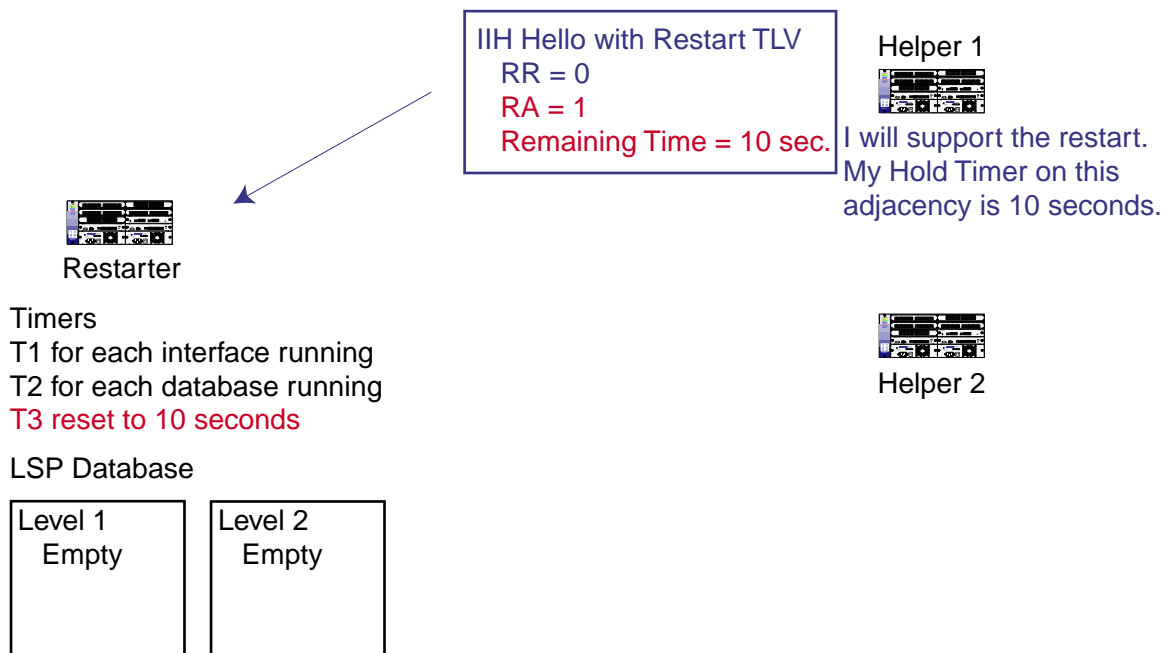 IIH Hello with Restart TLV
RR = 0
RA = 1
Remaining Time = 10 sec.
Helper 1
I will support the restart.
My Hold Timer on this
adjacency is 10 seconds.
Restarter
Timers
T1 for each interface running
T2 for each database running
T3 reset to 10 seconds
Helper 2
LSP Database
Level 1
Empty
Level 2
Empty